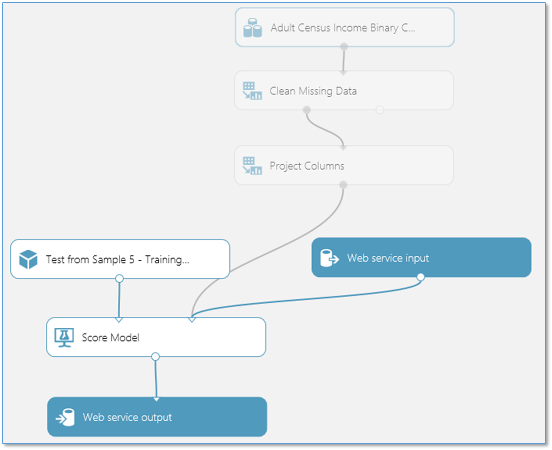 Adult Census Income Binary C...
Clean Missing Data
Project Columns
Test from Sample 5 - Training...
Web service input
Score Model
Web service output